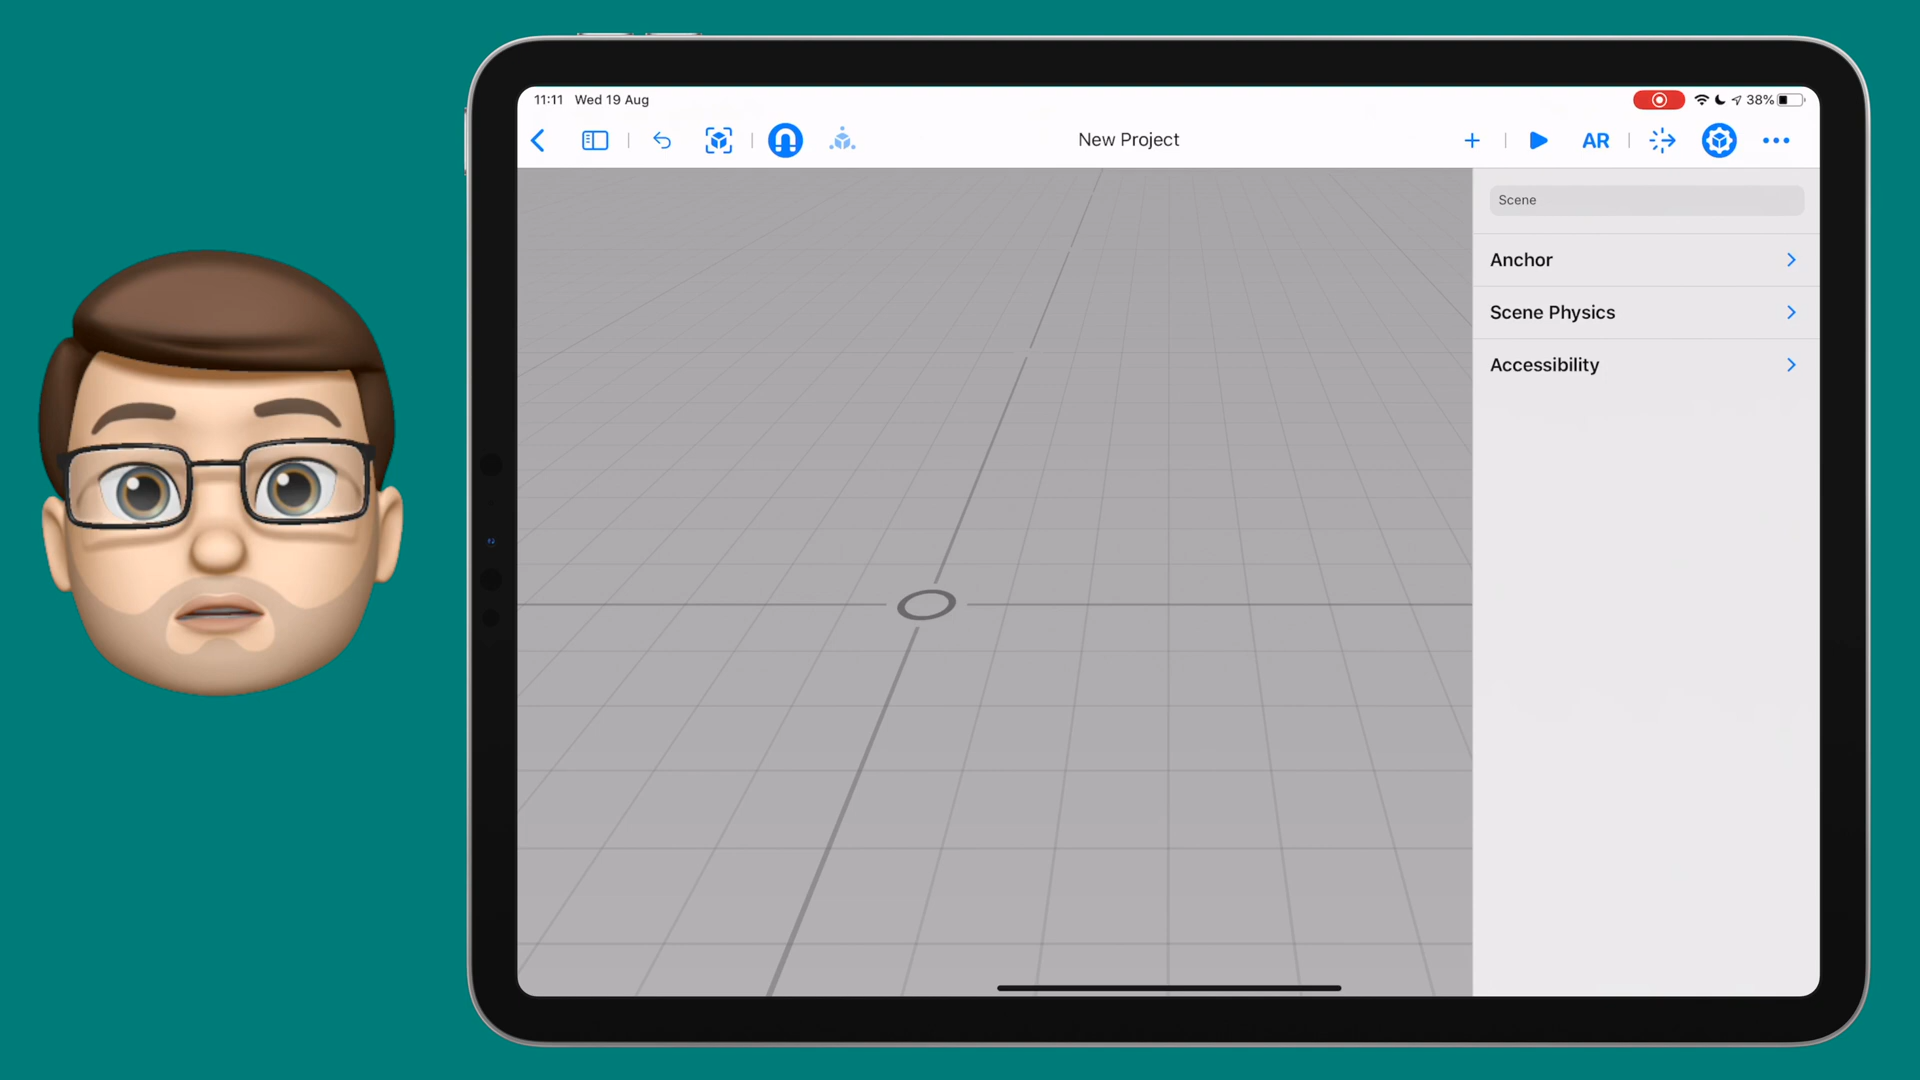 11:11 Wed 19 Aug
38%
New Project
AR
Scene
Anchor
Scene Physics
Accessibility